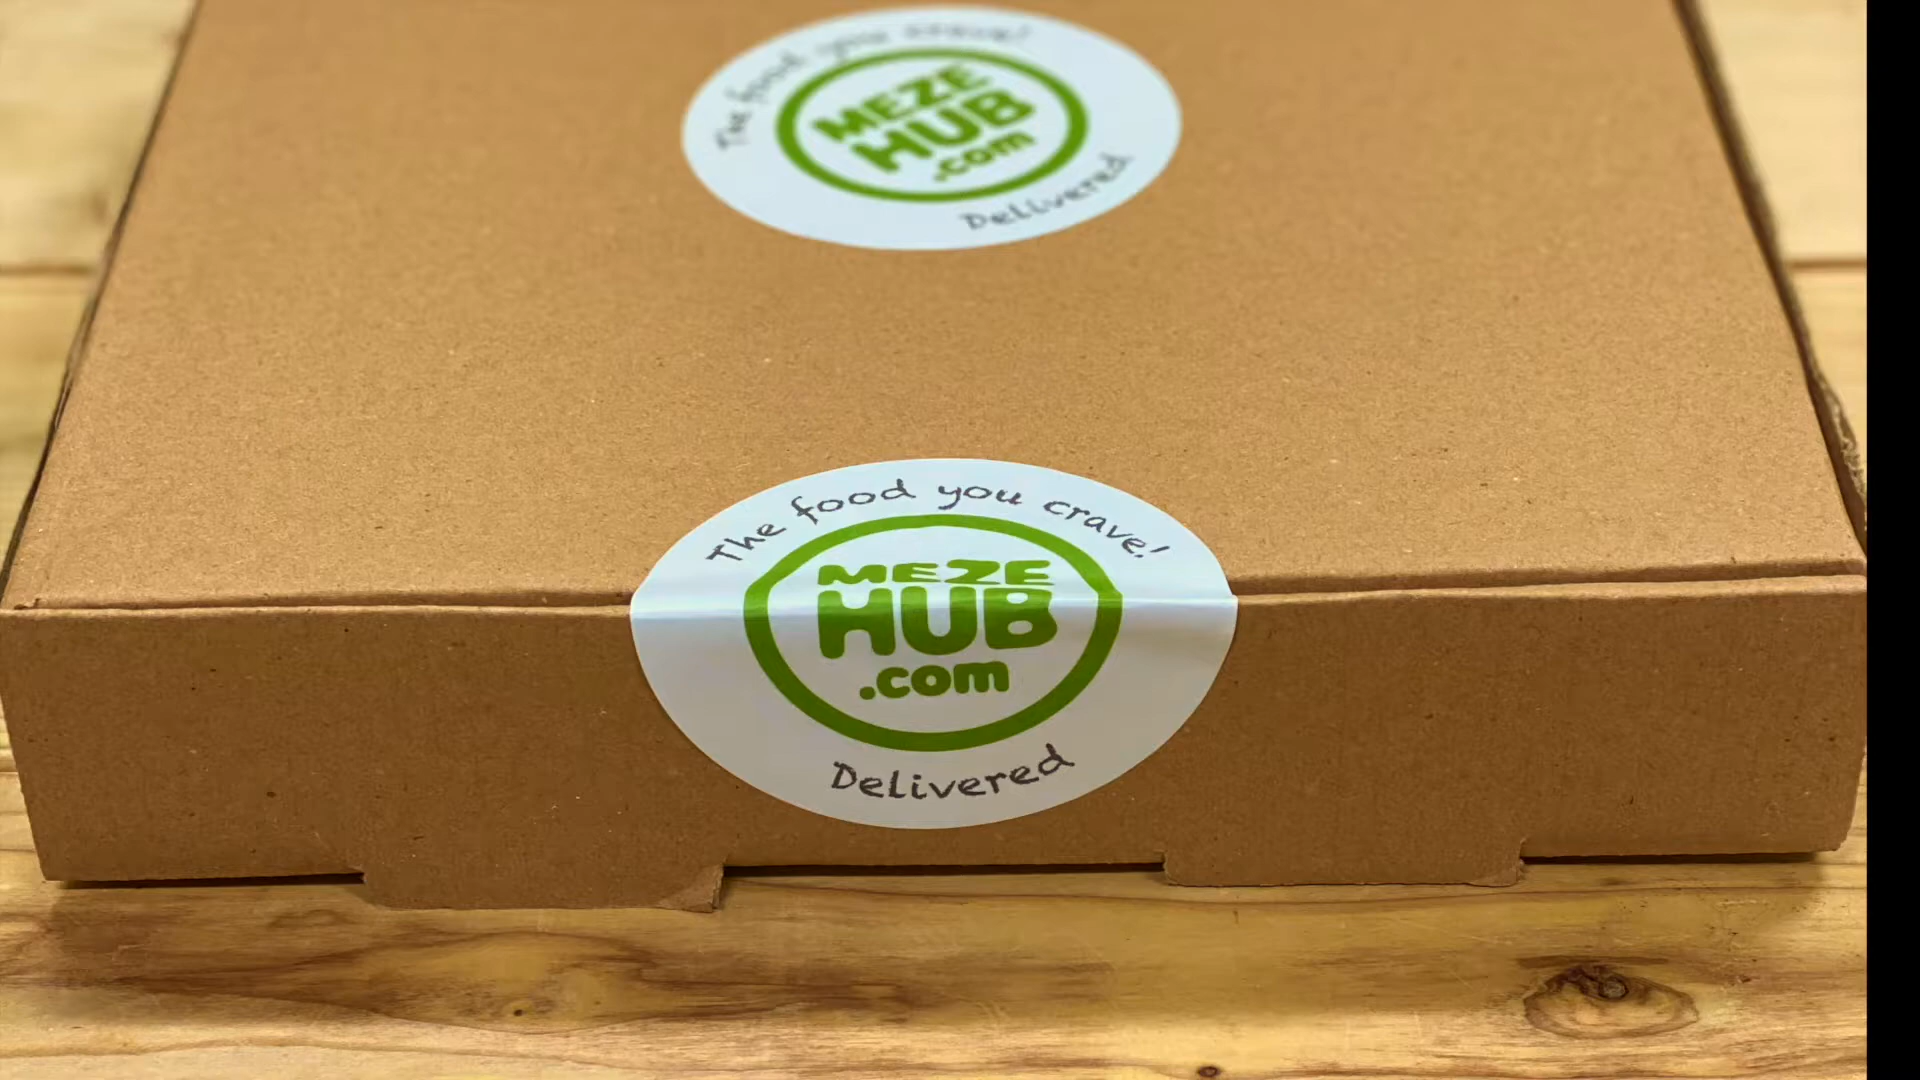 The food you crave!
MEZE
HUB
.com
Delivered
The food you crave!
MEZE
HUB
.com
Delivered